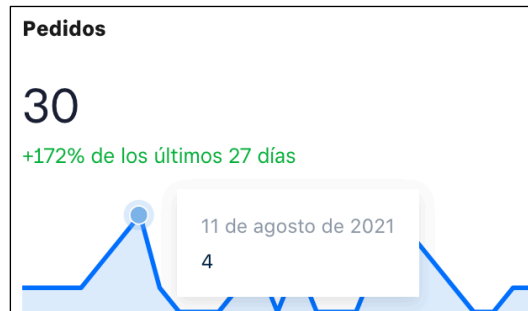 Pedidos
30
+172% de los últimos 27 días
11 de agosto de 2021
4